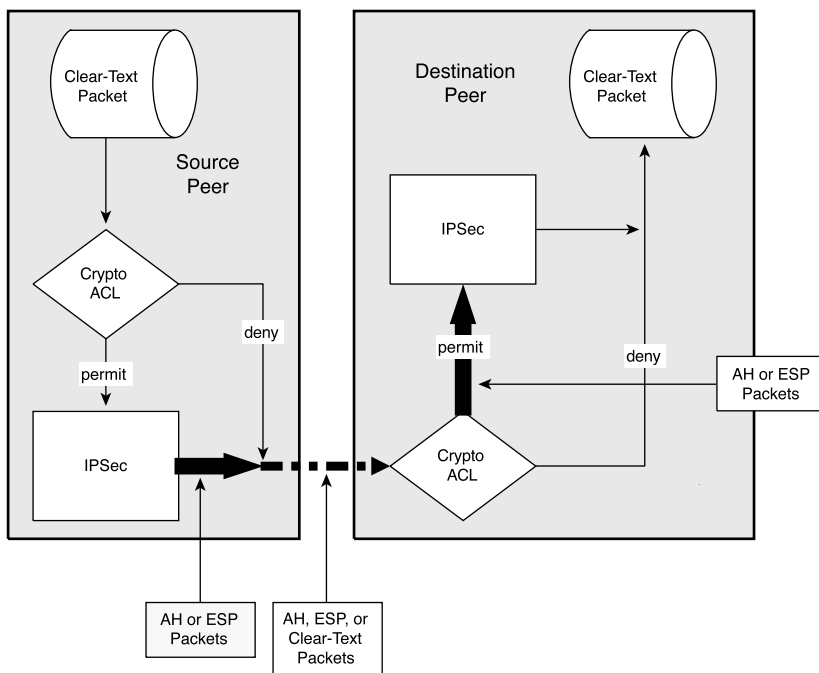 Clear-Text
Packet
Source
Peer
Crypto
ACL
deny
permit
IPSec
AH or ESP
Packets
AH, ESP, or
Clear-Text
Packets
Destination
Peer
Clear-Text
Packet
IPSec
permit
deny
AH or ESP
Packets
Crypto
ACL